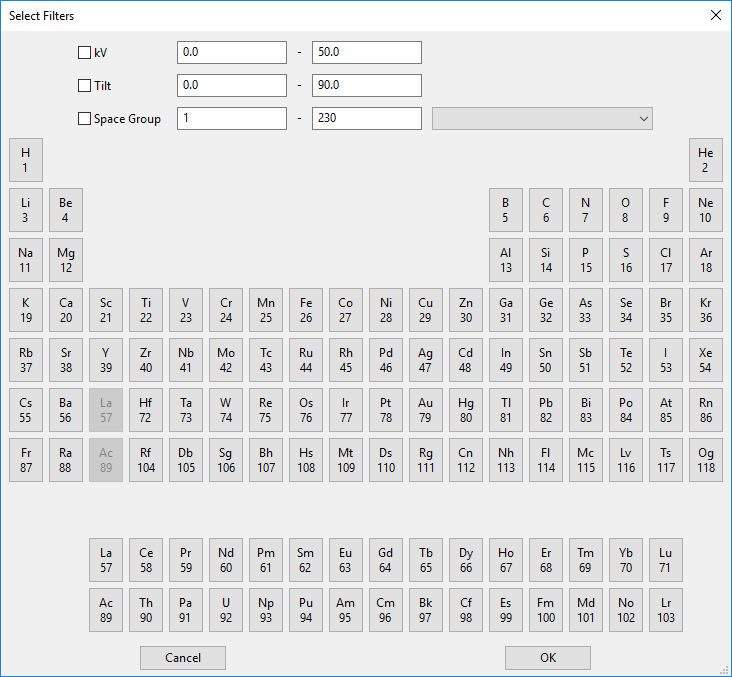 Select Filters
kV 0.0 - 50.0
Tilt 0.0 - 90.0
Space Group 1 - 230
H He
1 2
Li Be B C N O F Ne
3 4 5 6 7 8 9 10
Na Mg Al Si P S Cl Ar
11 12 13 14 15 16 17 18
K Ca Sc Ti V Cr Mn Fe Co Ni Cu Zn Ga Ge As Se Br Kr
19 20 21 22 23 24 25 26 27 28 29 30 31 32 33 34 35 36
Rb Sr Y Zr Nb Mo Tc Ru Rh Pd Ag Cd In Sn Sb Te I Xe
37 38 39 40 41 42 43 44 45 46 47 48 49 50 51 52 53 54
Cs Ba La Hf Ta W Re Os Ir Pt Au Hg Tl Pb Bi Po At Rn
55 56 57 72 73 74 75 76 77 78 79 80 81 82 83 84 85 86
Fr Ra Ac Rf Db Sg Bh Hs Mt Ds Rg Cn Nh Fl Mc Lv Ts Og
87 88 89 104 105 106 107 108 109 110 111 112 113 114 115 116 117 118
La Ce Pr Nd Pm Sm Eu Gd Tb Dy Ho Er Tm Yb Lu
57 58 59 60 61 62 63 64 65 66 67 68 69 70 71
Ac Th Pa U Np Pu Am Cm Bk Cf Es Fm Md No Lr
89 90 91 92 93 94 95 96 97 98 99 100 101 102 103
Cancel OK